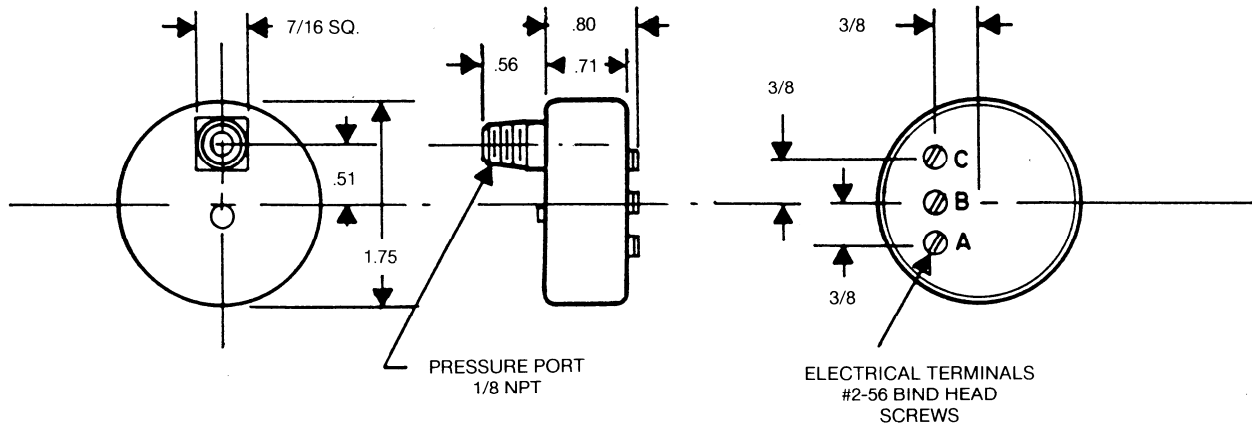 7/16 SQ.
.51
1.75
.80
.56
.71
PRESSURE PORT
1/8 NPT
3/8
3/8
3/8
C
B
A
ELECTRICAL TERMINALS
#2-56 BIND HEAD
SCREWS